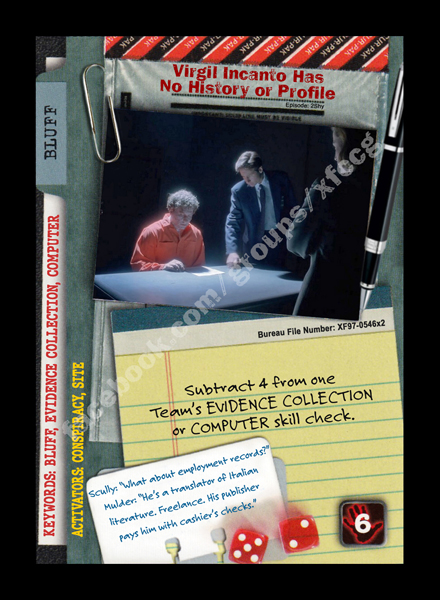 Virgil Incanto Has
No History or Profile
Episode: 2Shy
BLUFF
KEYWORDS: BLUFF, EVIDENCE COLLECTION, COMPUTER
ACTIVATORS: CONSPIRACY, SITE
facebook.com/groups/xfccg
Bureau File Number: XF97-0546x2
Subtract 4 from one
Team's EVIDENCE COLLECTION
or COMPUTER skill check.
Scully: "What about employment records?"
Mulder: "He's a translator of Italian
literature. Freelance. His publisher
pays him with cashier's checks."
6